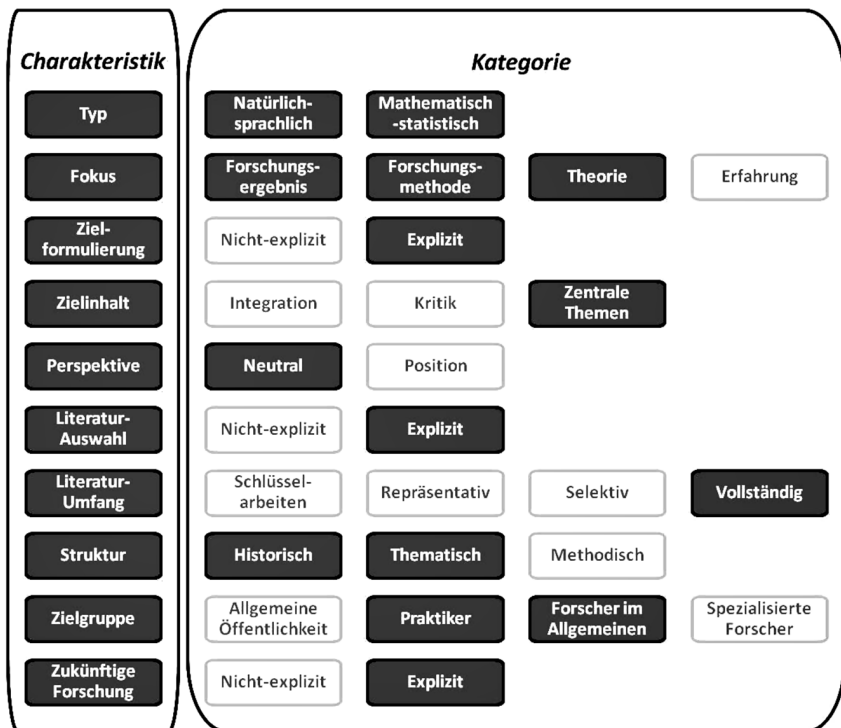 Charakteristik
Kategorie
Typ
Natürlich-
sprachlich
Mathematisch
-statistisch
Fokus
Forschungs-
ergebnis
Forschungs-
methode
Theorie
Erfahrung
Ziel-
formulierung
Nicht-explizit
Explizit
Zielinhalt
Integration
Kritik
Zentrale
Themen
Perspektive
Neutral
Position
Literatur-
Auswahl
Nicht-explizit
Explizit
Literatur-
Umfang
Schlüssel-
arbeiten
Repräsentativ
Selektiv
Vollständig
Struktur
Historisch
Thematisch
Methodisch
Zielgruppe
Allgemeine
Öffentlichkeit
Praktiker
Forscher im
Allgemeinen
Spezialisierte
Forscher
Zukünftige
Forschung
Nicht-explizit
Explizit